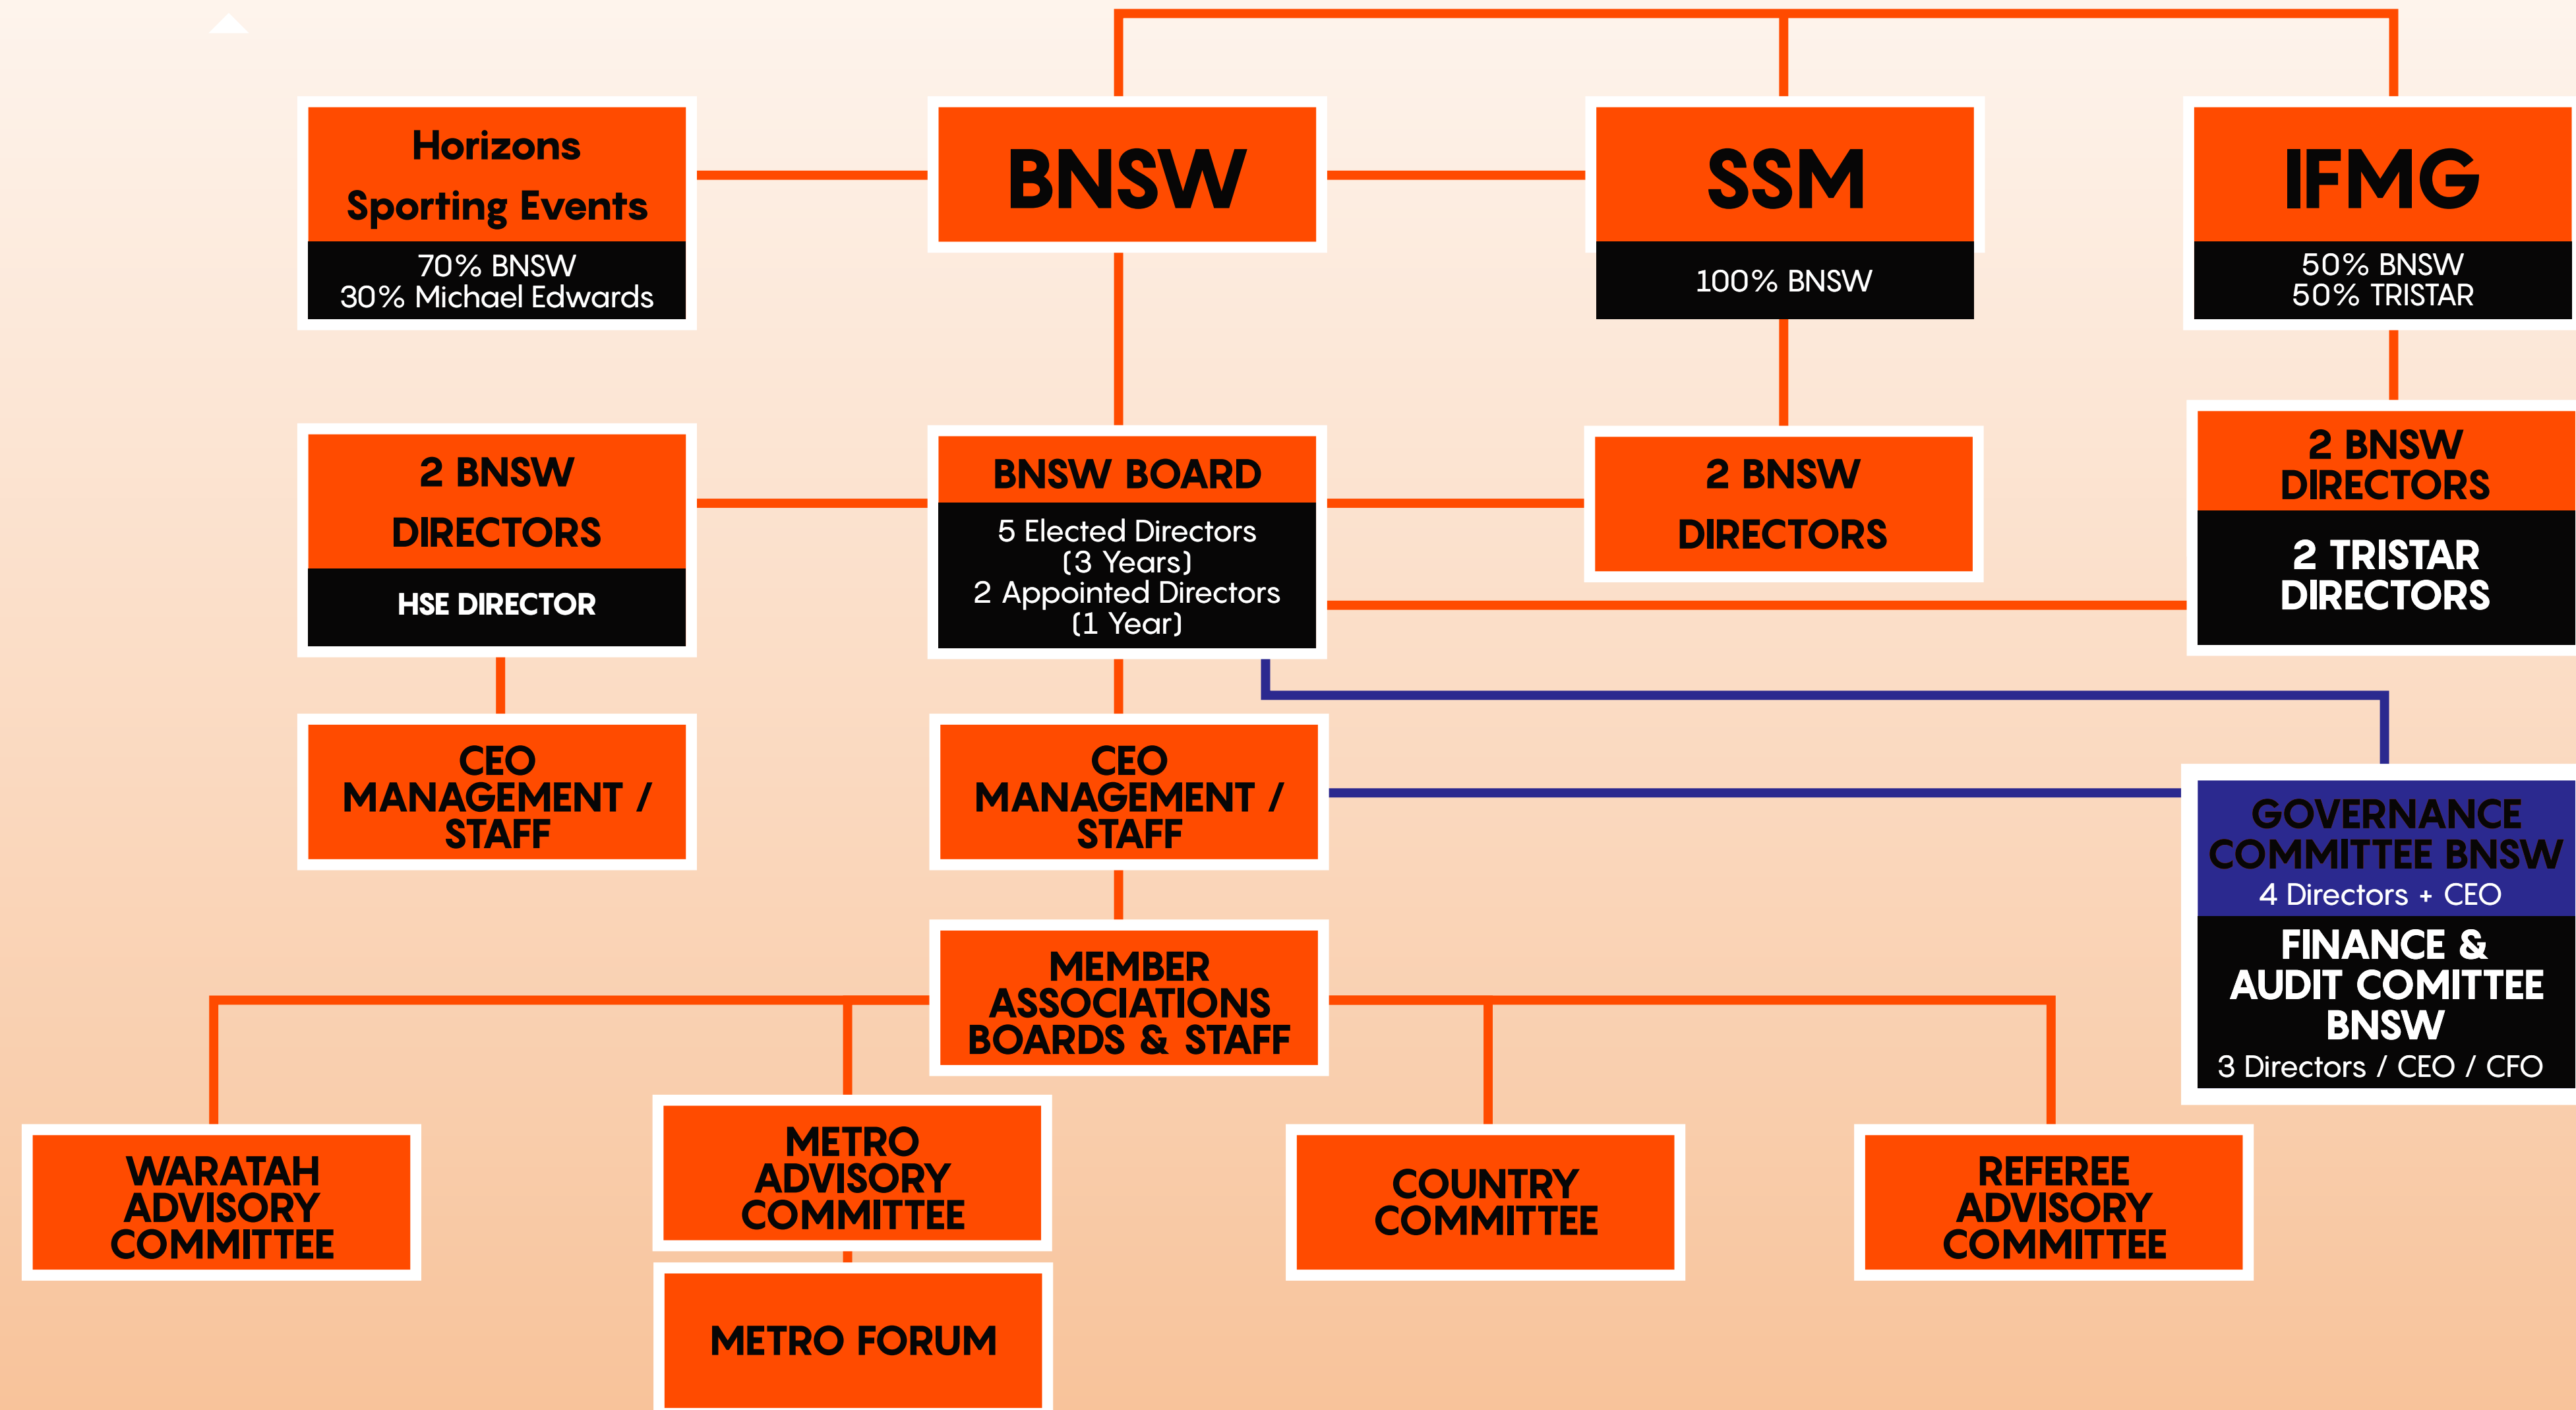 Horizons
Sporting Events
70% BNSW
30% Michael Edwards
BNSW
SSM
100% BNSW
IFMG
50% BNSW
50% TRISTAR
2 BNSW
DIRECTORS
HSE DIRECTOR
BNSW BOARD
5 Elected Directors
(3 Years)
2 Appointed Directors
(1 Year)
2 BNSW
DIRECTORS
2 BNSW
DIRECTORS
2 TRISTAR
DIRECTORS
CEO
MANAGEMENT /
STAFF
CEO
MANAGEMENT /
STAFF
GOVERNANCE
COMMITTEE BNSW
4 Directors + CEO
FINANCE &
AUDIT COMITTEE
BNSW
3 Directors / CEO / CFO
MEMBER
ASSOCIATIONS
BOARDS & STAFF
WARATAH
ADVISORY
COMMITTEE
METRO
ADVISORY
COMMITTEE
COUNTRY
COMMITTEE
REFEREE
ADVISORY
COMMITTEE
METRO FORUM